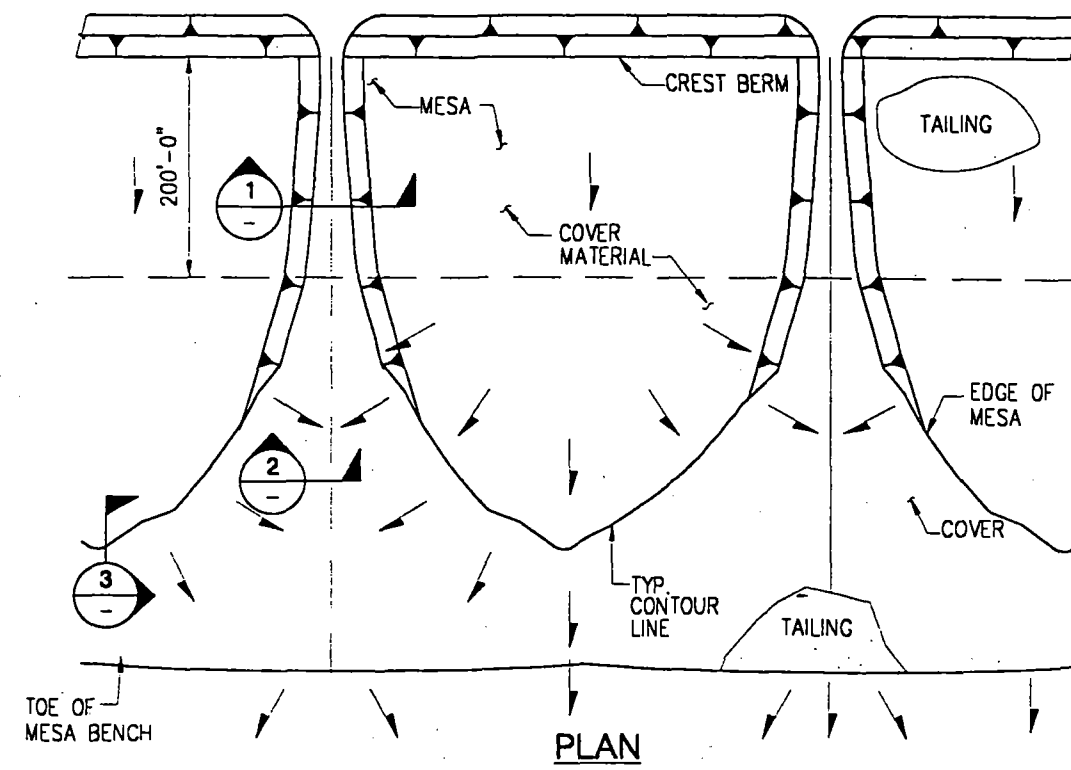 CREST BERM
MESA
TAILING
200'-0"
1
-
COVER
MATERIAL
EDGE OF
MESA
2
-
COVER
3
-
TYP.
CONTOUR
LINE
TAILING
TOE OF
MESA BENCH
PLAN